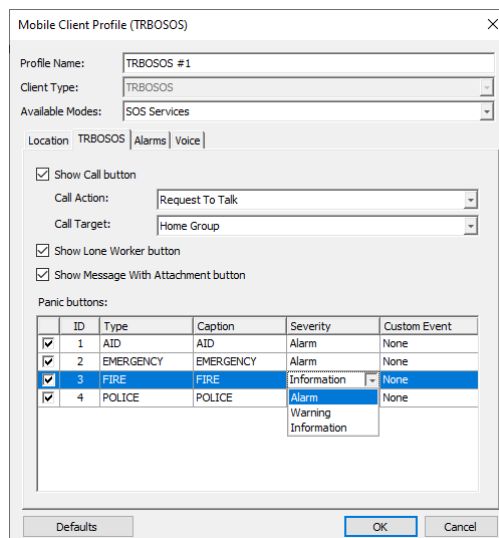 Mobile Client Profile (TRBOSOS)
Profile Name: TRBOSOS #1
Client Type: TRBOSOS
Available Modes: SOS Services
Location TRBOSOS Alarms Voice
Show Call button
Call Action: Request To Talk
Call Target: Home Group
Show Lone Worker button
Show Message With Attachment button
Panic buttons:
ID Type Caption Severity Custom Event
1 AID AID Alarm None
2 EMERGENCY EMERGENCY Alarm None
3 FIRE FIRE Information None
4 POLICE POLICE Alarm None
Warning
Information
Defaults OK Cancel